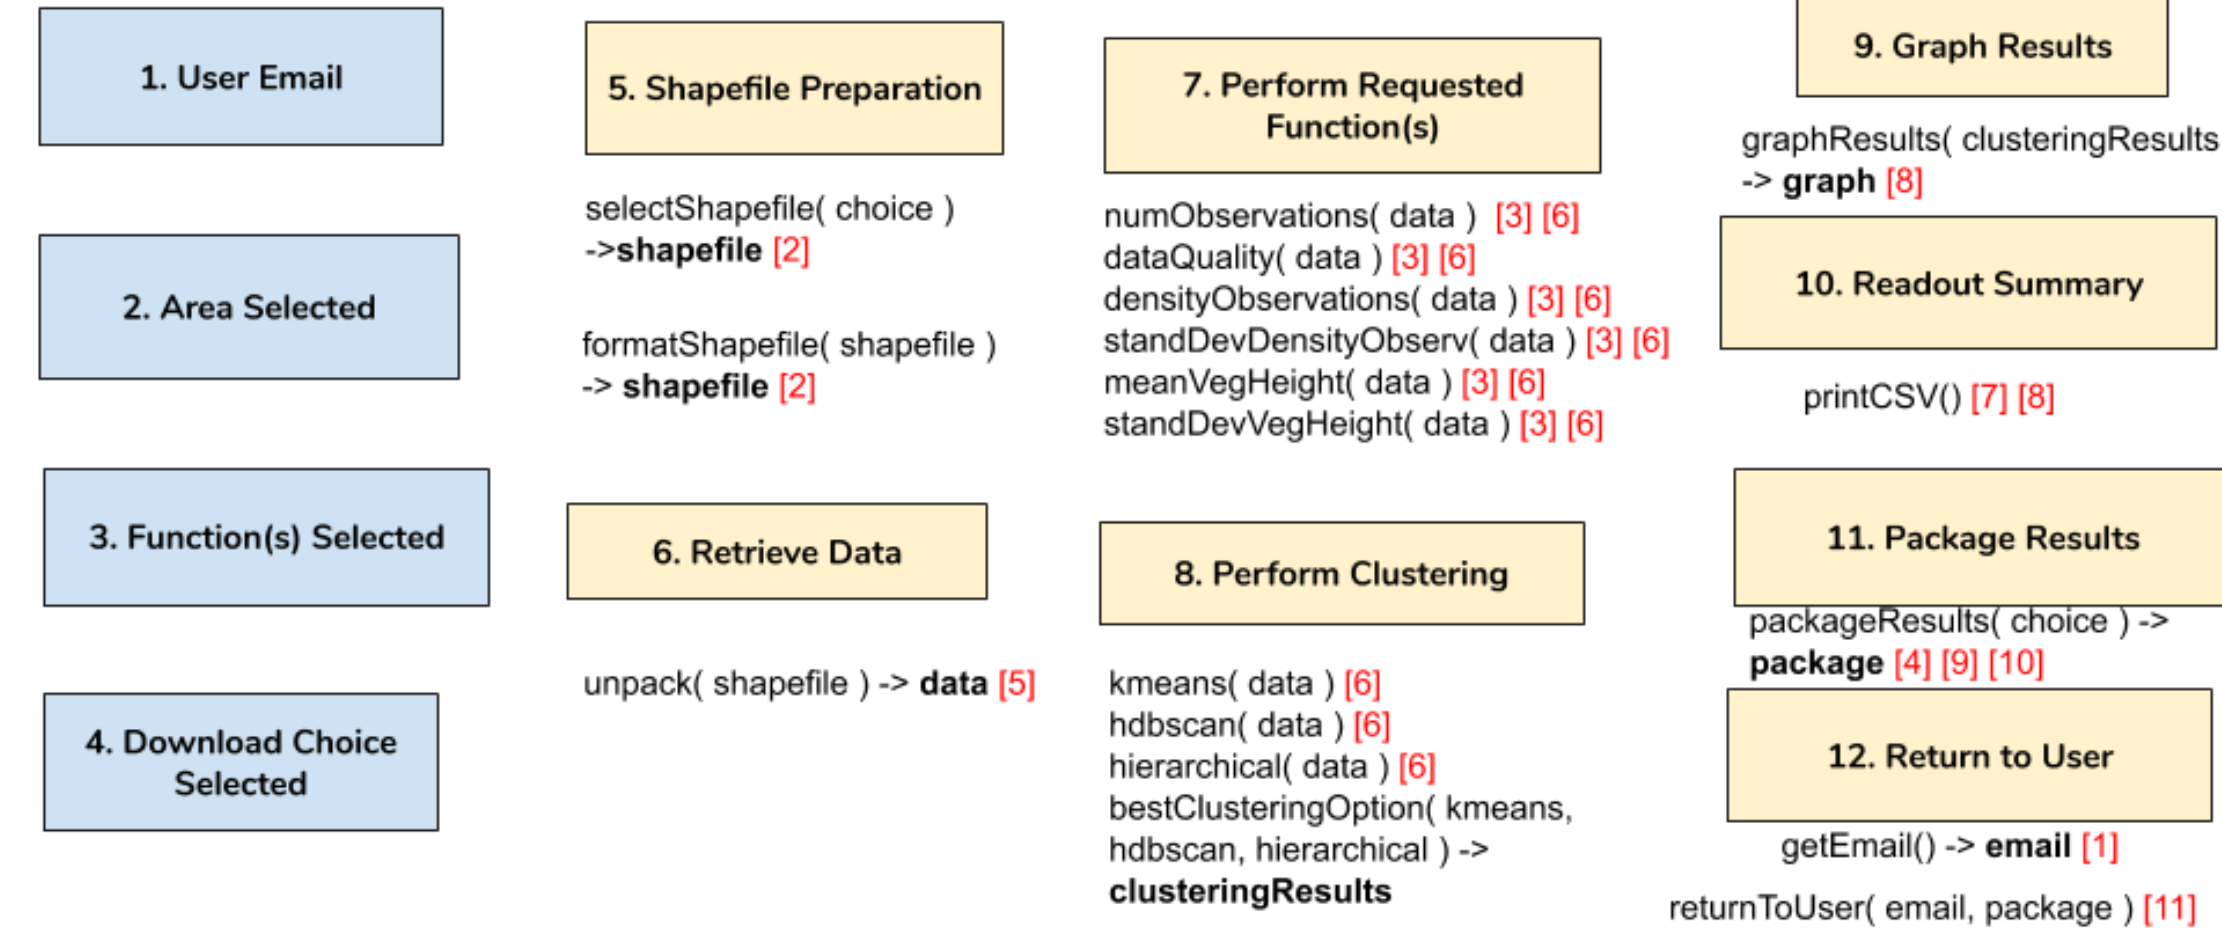 1. User Email
2. Area Selected
3. Function(s) Selected
4. Download Choice
Selected
5. Shapefile Preparation
selectShapefile( choice )
->shapefile [2]
formatShapefile( shapefile )
-> shapefile [2]
6. Retrieve Data
unpack( shapefile ) -> data [5]
7. Perform Requested
Function(s)
numObservations( data ) [3] [6]
dataQuality( data ) [3] [6]
densityObservations( data ) [3] [6]
standDevDensityObserv( data ) [3] [6]
meanVegHeight( data ) [3] [6]
standDevVegHeight( data ) [3] [6]
8. Perform Clustering
kmeans( data ) [6]
hdbscan( data ) [6]
hierarchical( data ) [6]
bestClusteringOption( kmeans,
hdbscan, hierarchical ) ->
clusteringResults
9. Graph Results
graphResults( clusteringResults
-> graph [8]
10. Readout Summary
printCSV() [7] [8]
11. Package Results
packageResults( choice ) ->
package [4] [9] [10]
12. Return to User
getEmail() -> email [1]
returnToUser( email, package ) [11]